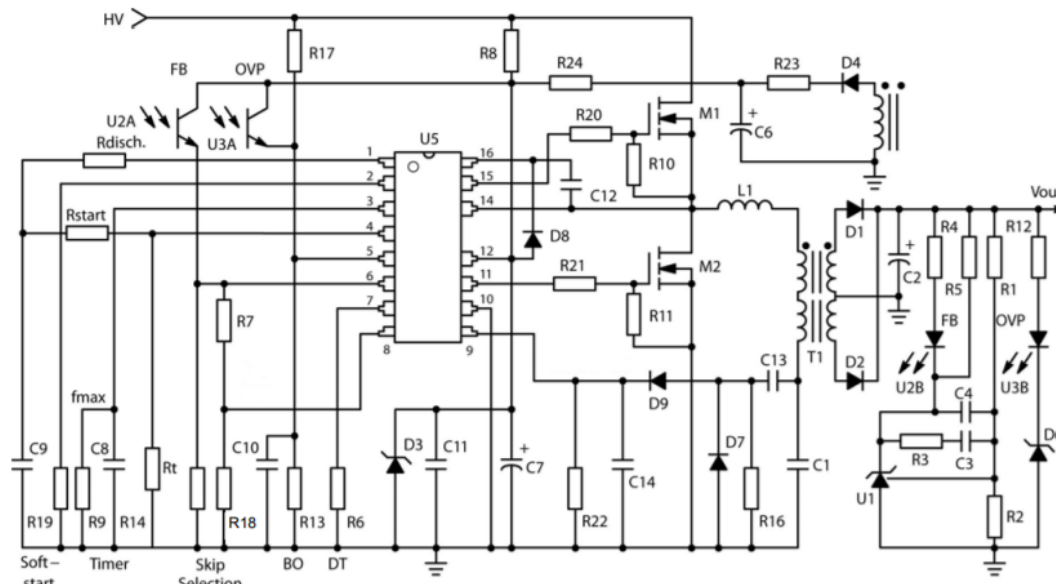 HV
R17
R8
FB
OVP
R24
R23
D4
U2A
U3A
Rdisch.
U5
R20
M1
C6
R10
1
16
2
15
3
14
4
5
12
6
11
7
10
8
9
C12
L1
Vou
Rstart
D8
M2
D1
R4
R12
C2
R5
R1
R21
R7
R11
FB
OVP
T1
C13
D2
U2B
U3B
D9
fmax
C4
C9
C8
Rt
C10
D3
C11
C7
D7
C1
R3
C3
C14
U1
R19
R9
R14
R18
R13
R6
R22
R16
R2
Soft–
start
Timer
Skip
Selection
BO
DT